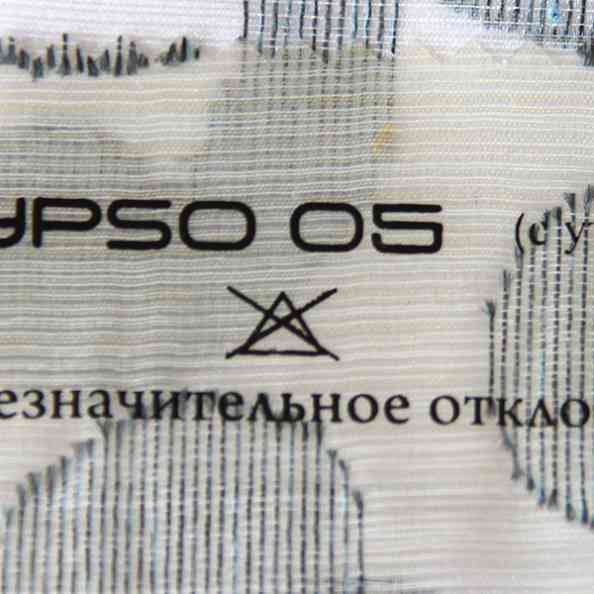 YPSO 05 (с у
езначительное откло